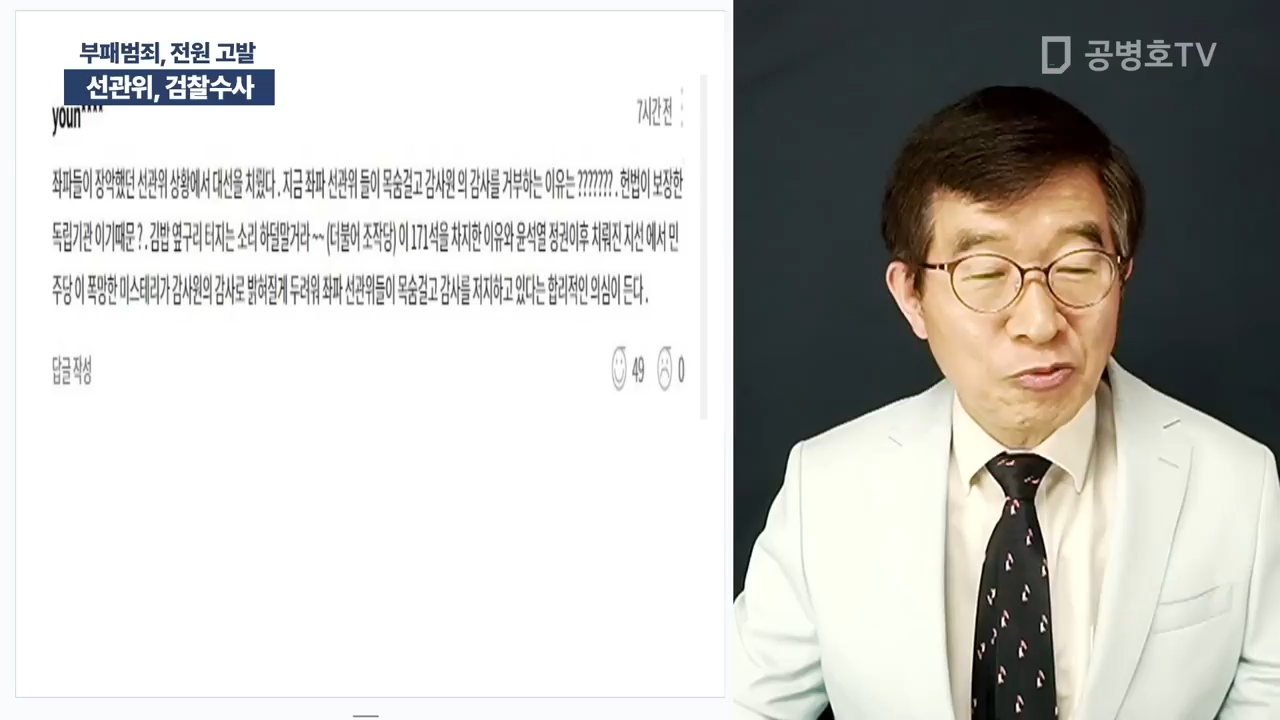 부패범죄, 전원 고발
선관위, 검찰수사
공병호TV
youn****
7시간 전
좌파들이 장악했던 선관위 상황에서 대선을 치뤘다 . 지금 좌파 선관위 들이 목숨걸고 감사원 의 감사를 거부하는 이유는 ??????? . 헌법이 보장한
독립기관 이기때문 ? . 김밥 옆구리 터지는 소리 하덜말거라 ~~ (더불어 조작당) 이 171석을 차지한 이유와 윤석열 정권이후 치뤄진 지선 에서 민
주당 이 폭망한 미스테리가 감사원의 감사로 밝혀질게 두려워 좌파 선관위들이 목숨걸고 감사를 저지하고 있다는 합리적인 의심이 든다 .
답글 작성
49
0